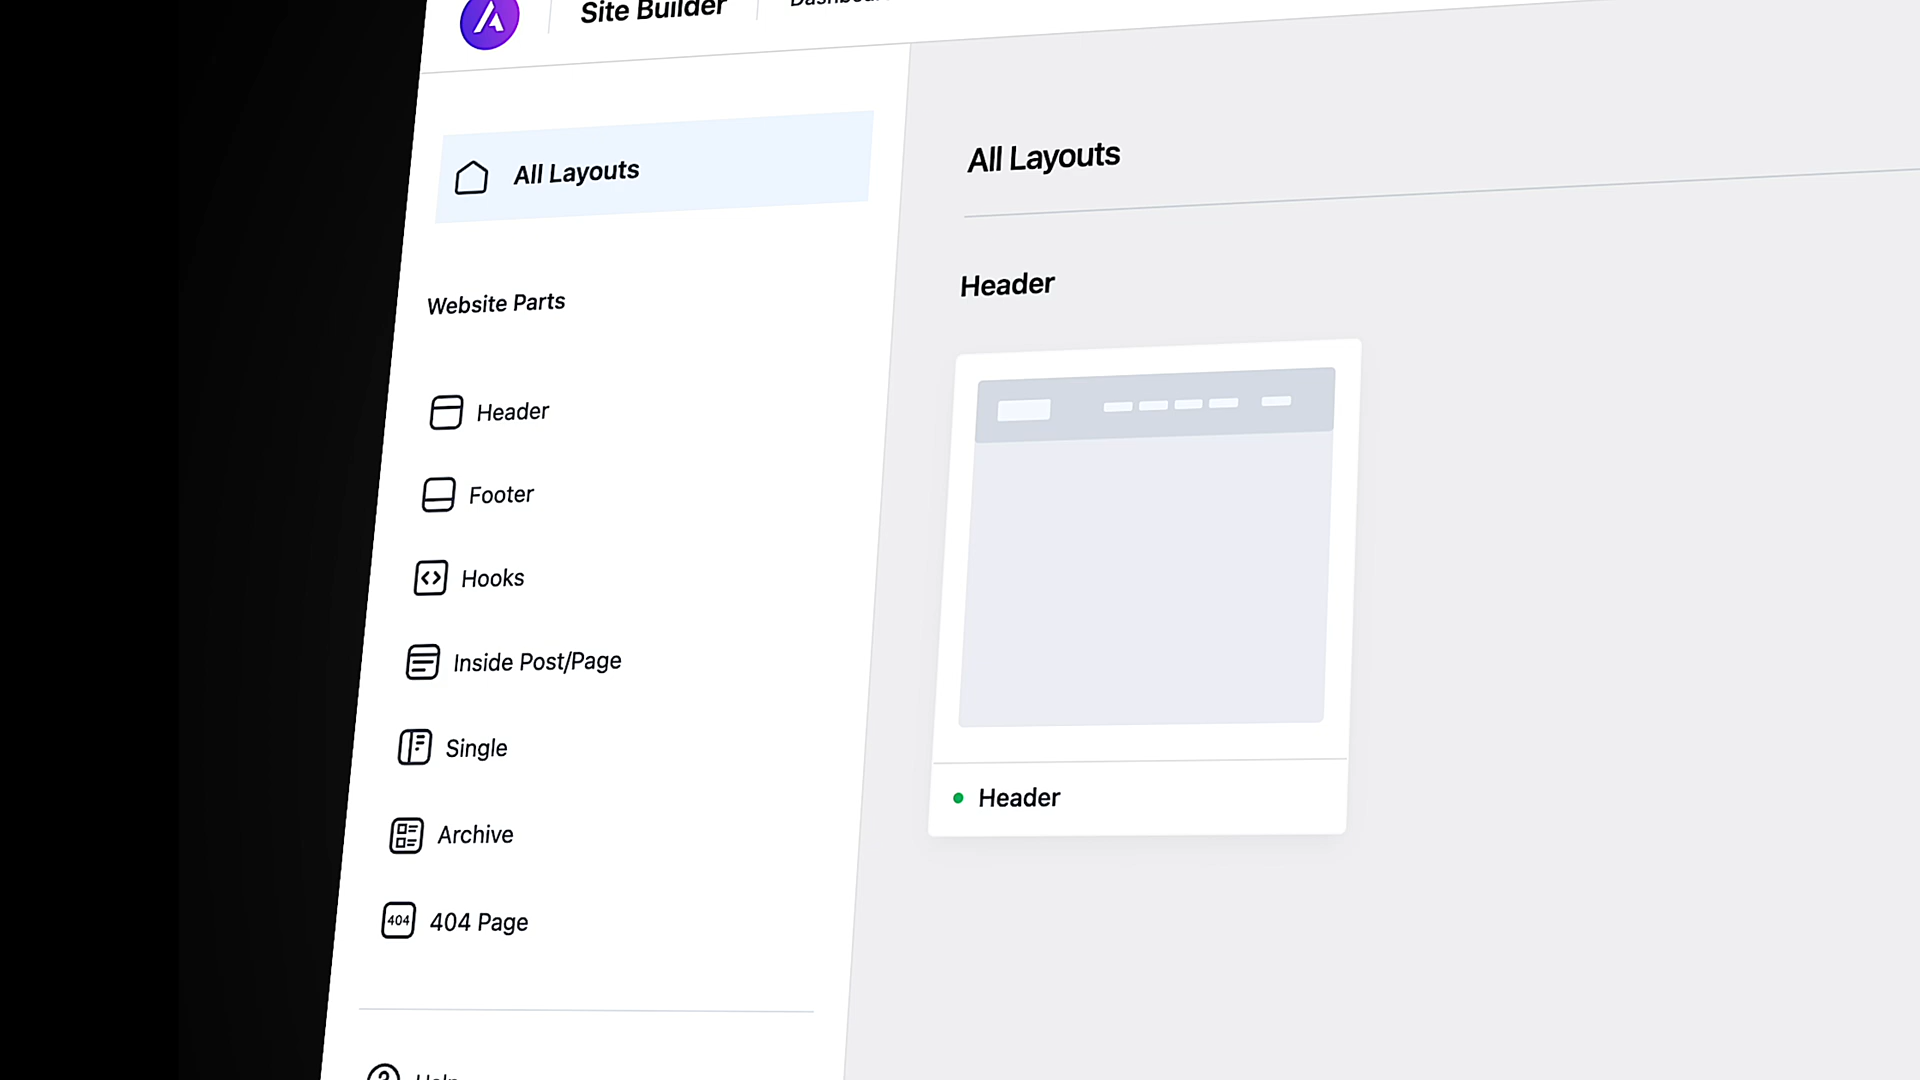 Site Builder
All Layouts
Website Parts
Header
Footer
Hooks
Inside Post/Page
Single
Archive
404
404 Page
All Layouts
Header
Header